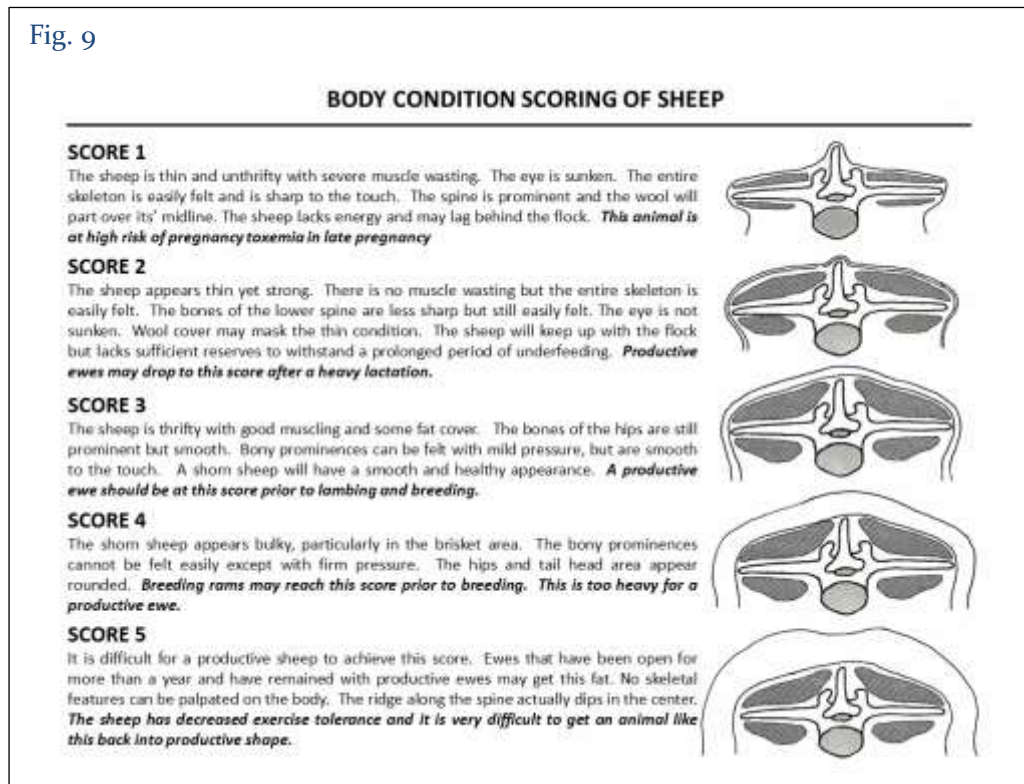 Fig. 9
BODY CONDITION SCORING OF SHEEP
SCORE 1
The sheep is thin and unthrifty with severe muscle wasting. The eye is sunken. The entire
skeleton is easily felt and is sharp to the touch. The spine is prominent and the wool will
part over its' midline. The sheep lacks energy and may lag behind the flock. This animal is
at high risk of pregnancy toxemia in late pregnancy
SCORE 2
The sheep appears thin yet strong. There is no muscle wasting but the entire skeleton is
easily felt. The bones of the lower spine are less sharp but still easily felt. The eye is not
sunken. Wool cover may mask the thin condition. The sheep will keep up with the flock
but lacks sufficient reserves to withstand a prolonged period of underfeeding. Productive
ewes may drop to this score after a heavy lactation.
SCORE 3
The sheep is thrifty with good muscling and some fat cover. The bones of the hips are still
prominent but smooth. Bony prominences can be felt with mild pressure, but are smooth
to the touch. A shorn sheep will have a smooth and healthy appearance. A productive
ewe should be at this score prior to lambing and breeding.
SCORE 4
The shorn sheep appears bulky, particularly in the brisket area. The bony prominences
cannot be felt easily except with firm pressure. The hips and tail head area appear
rounded. Breeding rams may reach this score prior to breeding. This is too heavy for a
productive ewe.
SCORE 5
It is difficult for a productive sheep to achieve this score. Ewes that have been open for
more than a year and have remained with productive ewes may get this fat. No skeletal
features can be palpated on the body. The ridge along the spine actually dips in the center.
The sheep has decreased exercise tolerance and it is very difficult to get an animal like
this back into productive shape.